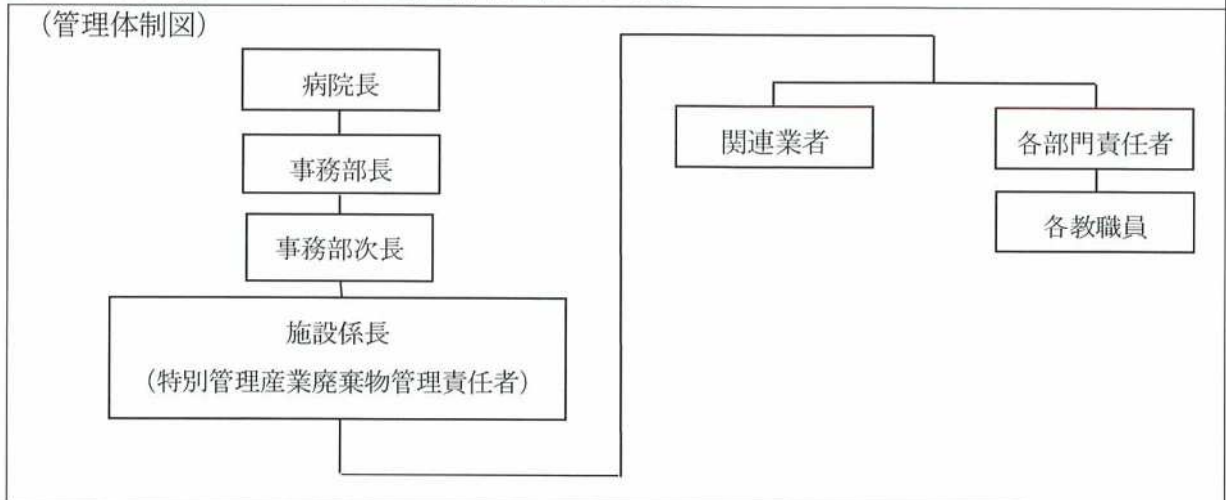 （管理体制図）
病院長
事務部長
事務部次長
施設係長
（特別管理産業廃棄物管理責任者）
関連業者
各部門責任者
各教職員